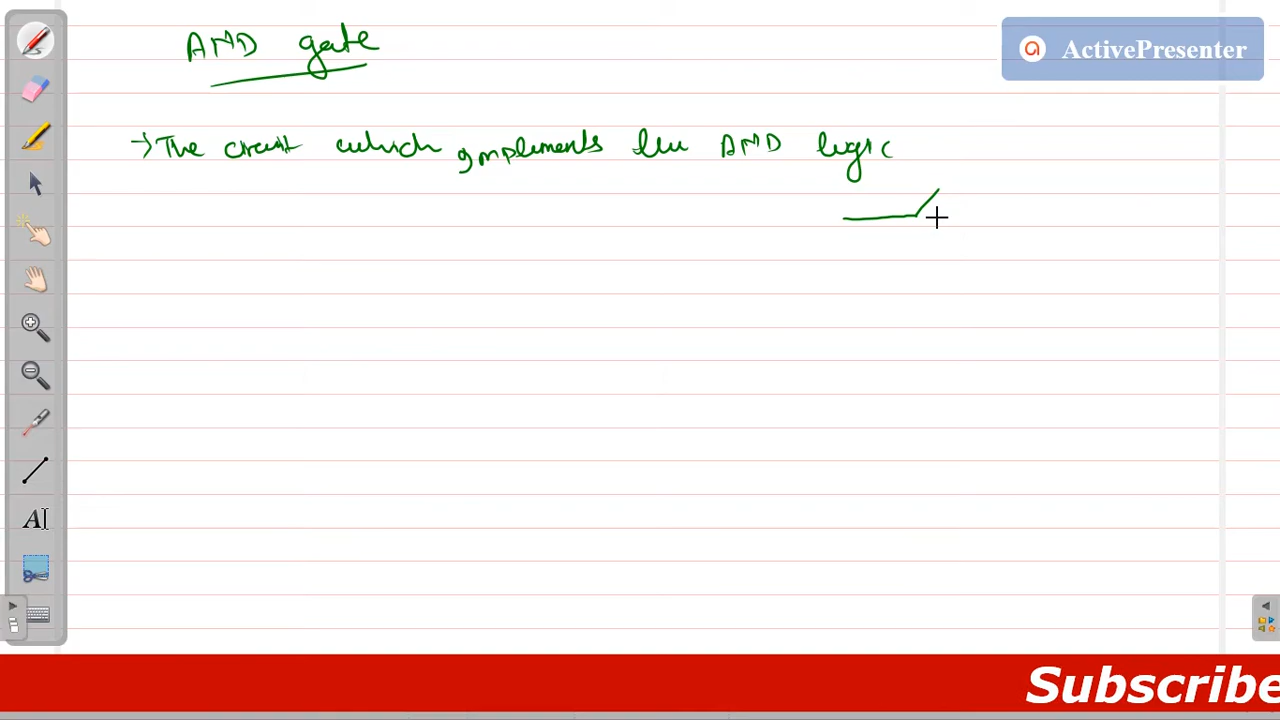 AND gate
ActivePresenter
→ The circuit which implements the AND logic
Subscribe